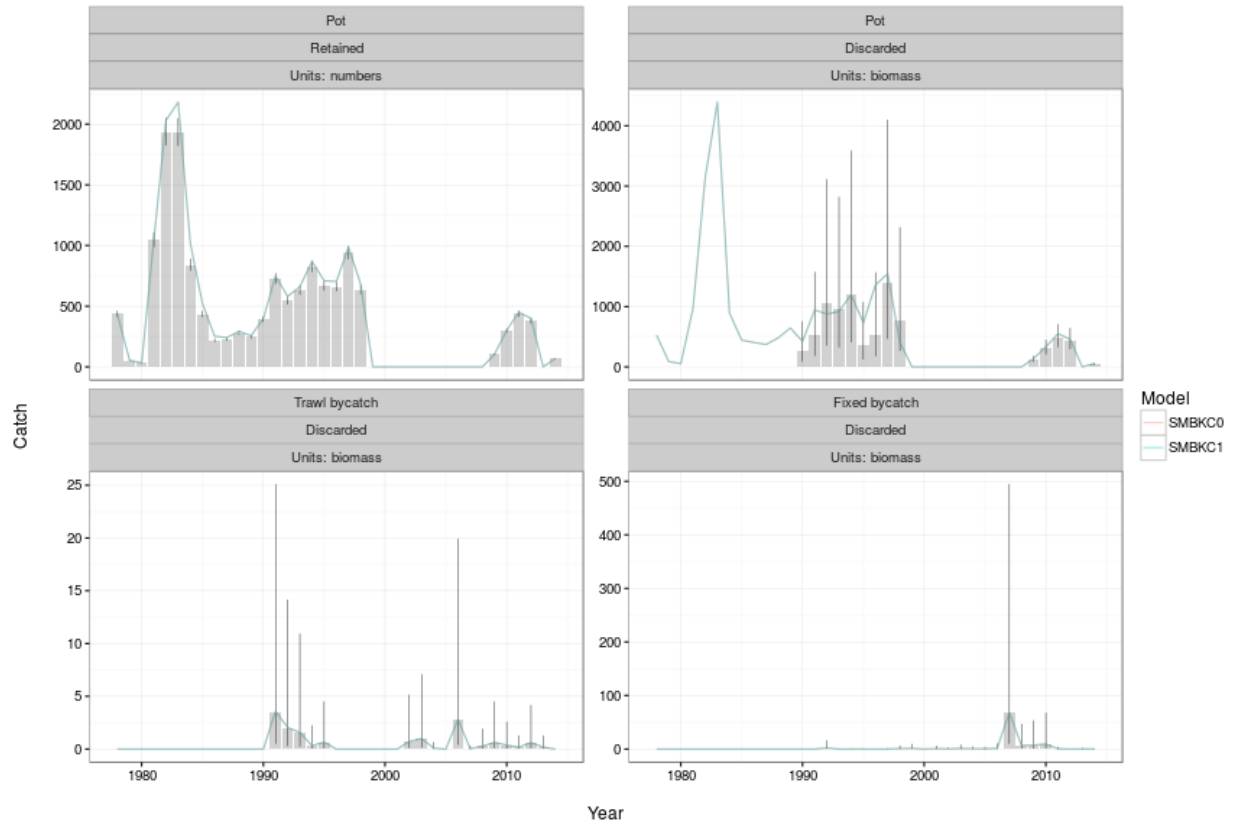 Pot
Retained
Units: numbers
Pot
Discarded
Units: biomass
2000
1500
1000
500
0
4000
3000
2000
1000
0
Trawl bycatch
Discarded
Units: biomass
Fixed bycatch
Discarded
Units: biomass
25
20
15
10
5
0
500
400
300
200
100
0
1980 1990 2000 2010
1980 1990 2000 2010
Catch
Year
Model
SMBKC0
SMBKC1